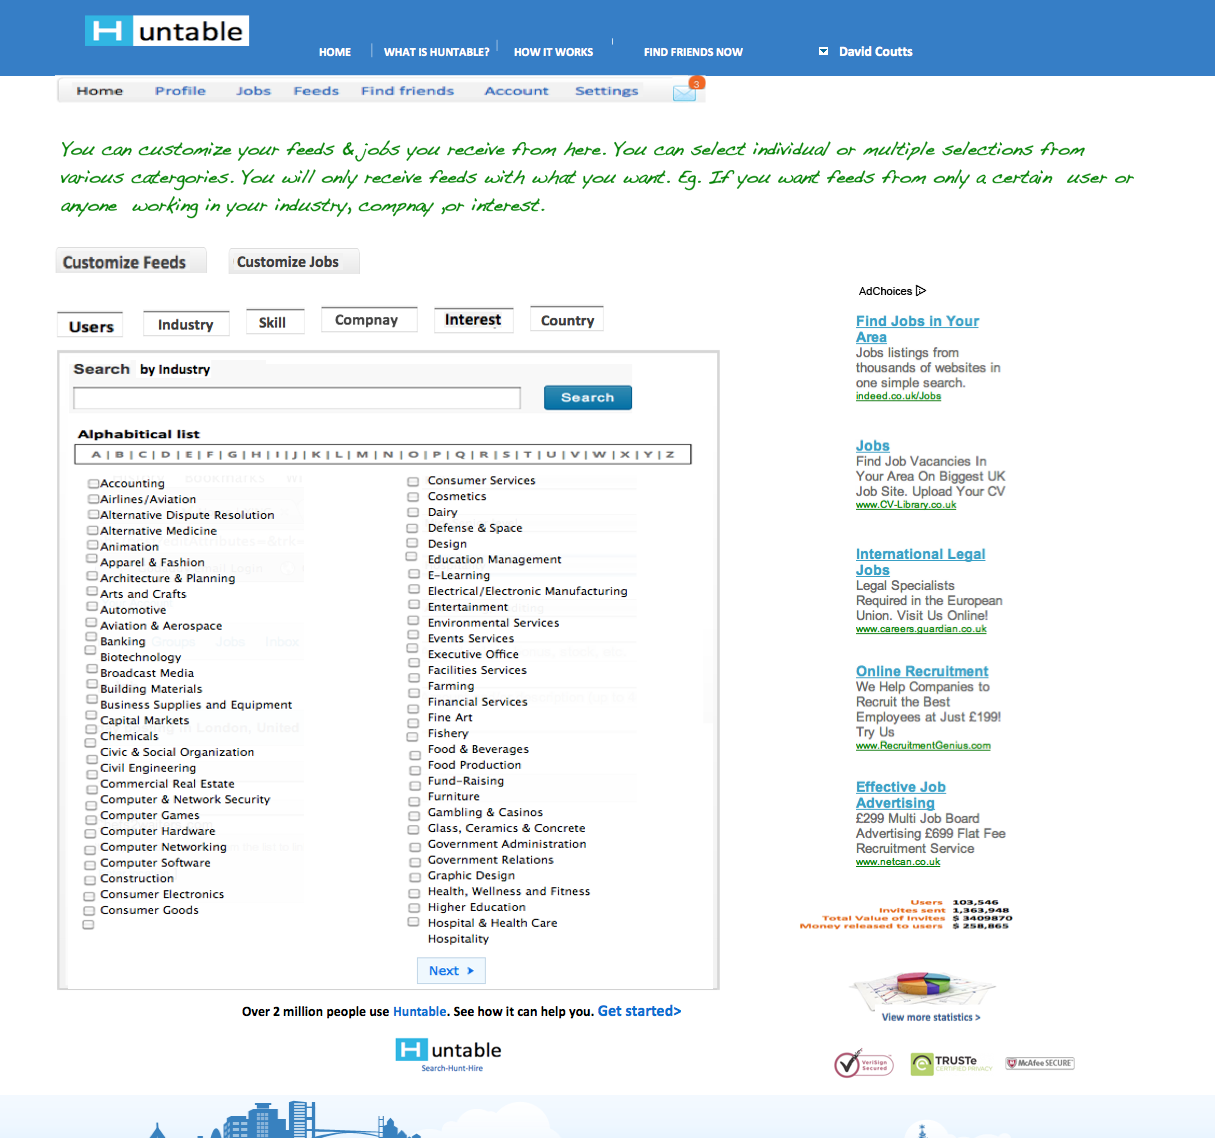 Huntable
HOME WHAT IS HUNTABLE? HOW IT WORKS FIND FRIENDS NOW David Coutts
Home Profile Jobs Feeds Find friends Account Settings 3
You can customize your feeds & jobs you receive from here. You can select individual or multiple selections from
various catergories. You will only receive feeds with what you want. Eg. If you want feeds from only a certain user or
anyone working in your industry, compnay ,or interest.
Customize Feeds Customize Jobs
Users Industry Skill Compnay Interest Country
Search by Industry
Search
Alphabitical list
A | B | C | D | E | F | G | H | I | J | K | L | M | N | O | P | Q | R | S | T | U | V | W | X | Y | Z
Accounting
Airlines/Aviation
Alternative Dispute Resolution
Alternative Medicine
Animation
Apparel & Fashion
Architecture & Planning
Arts and Crafts
Automotive
Aviation & Aerospace
Banking
Biotechnology
Broadcast Media
Building Materials
Business Supplies and Equipment
Capital Markets
Chemicals
Civic & Social Organization
Civil Engineering
Commercial Real Estate
Computer & Network Security
Computer Games
Computer Hardware
Computer Networking
Computer Software
Construction
Consumer Electronics
Consumer Goods
Consumer Services
Cosmetics
Dairy
Defense & Space
Design
Education Management
E-Learning
Electrical/Electronic Manufacturing
Entertainment
Environmental Services
Events Services
Executive Office
Facilities Services
Farming
Financial Services
Fine Art
Fishery
Food & Beverages
Food Production
Fund-Raising
Furniture
Gambling & Casinos
Glass, Ceramics & Concrete
Government Administration
Government Relations
Graphic Design
Health, Wellness and Fitness
Higher Education
Hospital & Health Care
Hospitality
Next
AdChoices
Find Jobs in Your
Area
Jobs listings from
thousands of websites in
one simple search.
indeed.co.uk/Jobs
Jobs
Find Job Vacancies In
Your Area On Biggest UK
Job Site. Upload Your CV
www.CV-Library.co.uk
International Legal
Jobs
Legal Specialists
Required in the European
Union. Visit Us Online!
www.careers.guardian.co.uk
Online Recruitment
We Help Companies to
Recruit the Best
Employees at Just £199!
Try Us
www.RecruitmentGenius.com
Effective Job
Advertising
£299 Multi Job Board
Advertising £699 Flat Fee
Recruitment Service
www.netcan.co.uk
Users 103,546
Invites sent 1,363,948
Total Value of Invites $ 3409870
Money released to users $ 258,865
View more statistics >
Over 2 million people use Huntable. See how it can help you. Get started>
Huntable
Search-Hunt-Hire
VeriSign
Secured
TRUSTe
CERTIFIED PRIVACY
McAfee SECURE